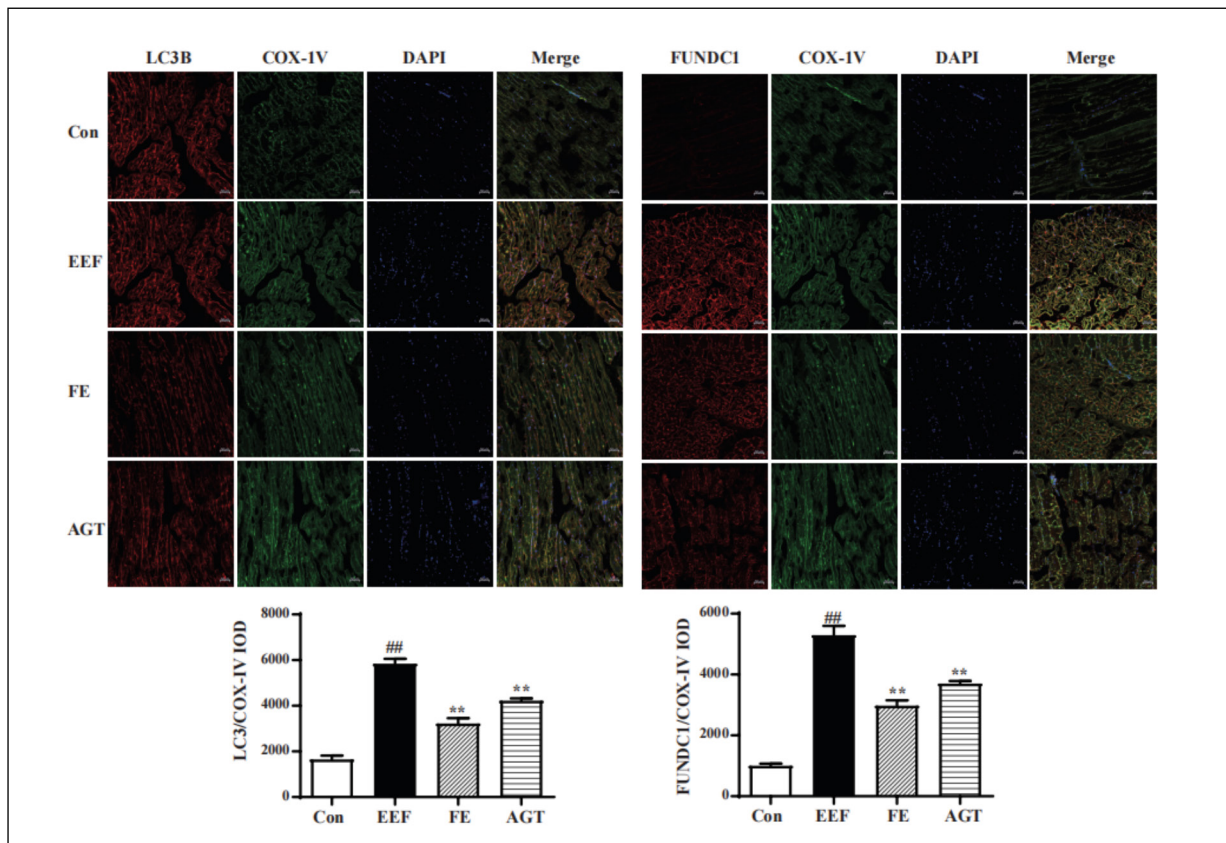 LC3B COX-1V DAPI Merge FUNDC1 COX-1V DAPI Merge
Con
EEF
FE
AGT
LC3/COX-IV IOD
8000
6000
4000
2000
0
##
**
**
Con EEF FE AGT
FUNDC1/COX-IV IOD
6000
4000
2000
0
##
**
**
Con EEF FE AGT